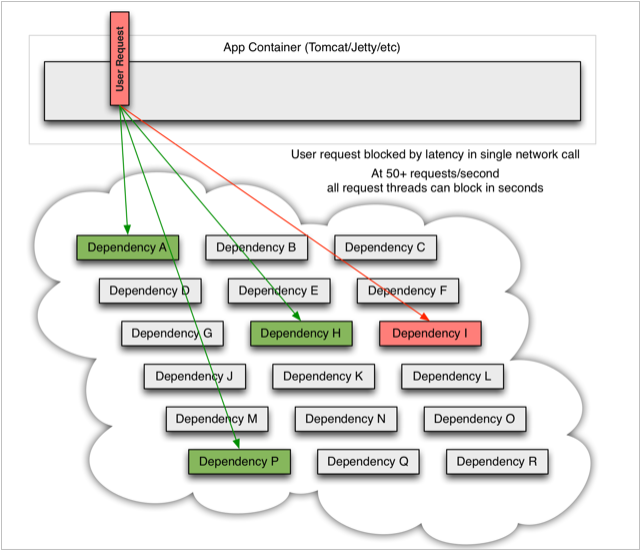 User Request
App Container (Tomcat/Jetty/etc)
User request blocked by latency in single network call
At 50+ requests/second
all request threads can block in seconds
Dependency A
Dependency B
Dependency C
Dependency D
Dependency E
Dependency F
Dependency G
Dependency H
Dependency I
Dependency J
Dependency K
Dependency L
Dependency M
Dependency N
Dependency O
Dependency P
Dependency Q
Dependency R